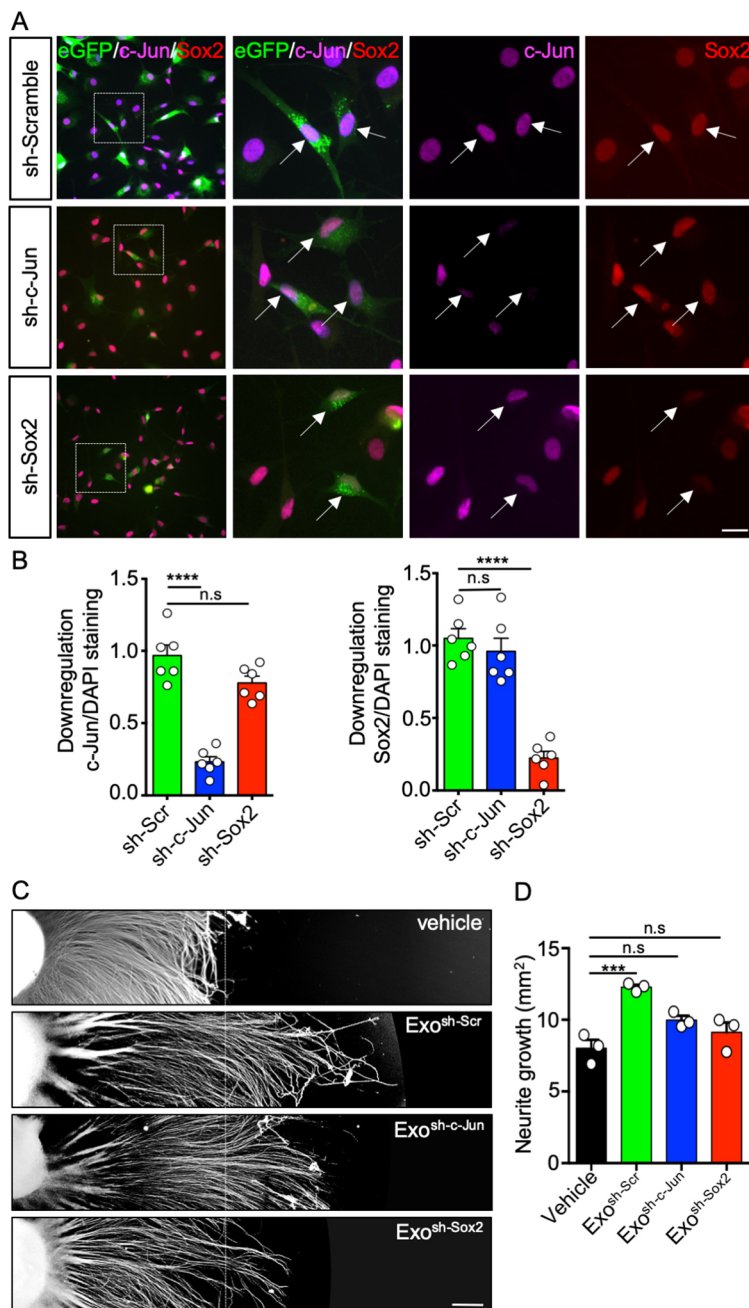 A
eGFP/c-Jun/Sox2
eGFP/c-Jun/Sox2
c-Jun
Sox2
sh-Scramble
sh-c-Jun
sh-Sox2
B
Downregulation
c-Jun/DAPI staining
1.5
1.0
0.5
0.0
****
n.s
sh-Scr
sh-c-Jun
sh-Sox2
Downregulation
Sox2/DAPI staining
1.5
1.0
0.5
0.0
****
n.s
sh-Scr
sh-c-Jun
sh-Sox2
C
vehicle
Exo^sh-Scr
Exo^sh-c-Jun
Exo^sh-Sox2
D
Neurite growth (mm²)
15
10
5
0
n.s
n.s
***
Vehicle
Exo^sh-Scr
Exo^sh-c-Jun
Exo^sh-Sox2